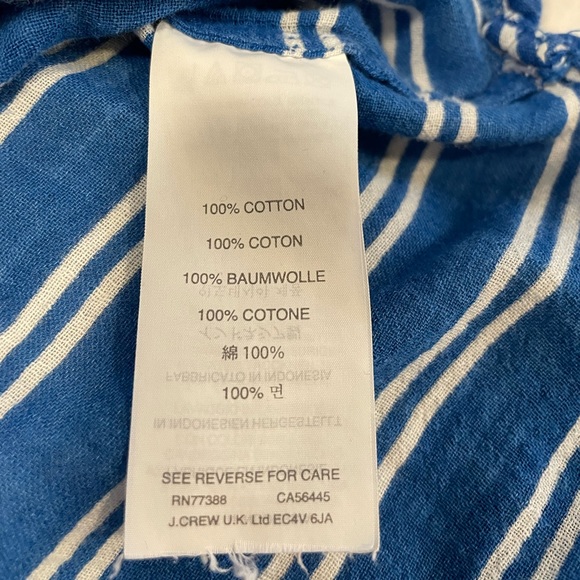 100% COTTON
100% COTON
100% BAUMWOLLE
100% COTONE
綿 100%
100% 면
SEE REVERSE FOR CARE
RN77388 CA56445
J.CREW U.K. Ltd EC4V 6JA